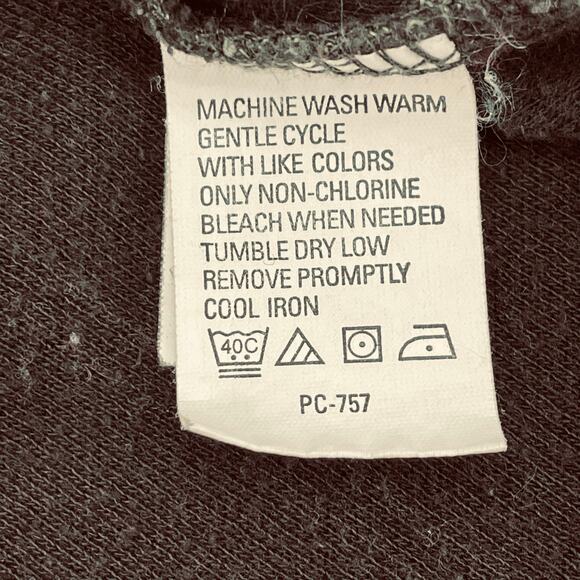 MACHINE WASH WARM
GENTLE CYCLE
WITH LIKE COLORS
ONLY NON-CHLORINE
BLEACH WHEN NEEDED
TUMBLE DRY LOW
REMOVE PROMPTLY
COOL IRON
40C
PC-757